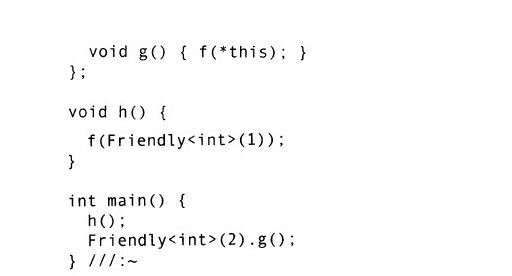 void g() { f(*this); }
};
void h() {
f(Friendly<int>(1));
}
int main() {
h();
Friendly<int>(2).g();
} ///:~